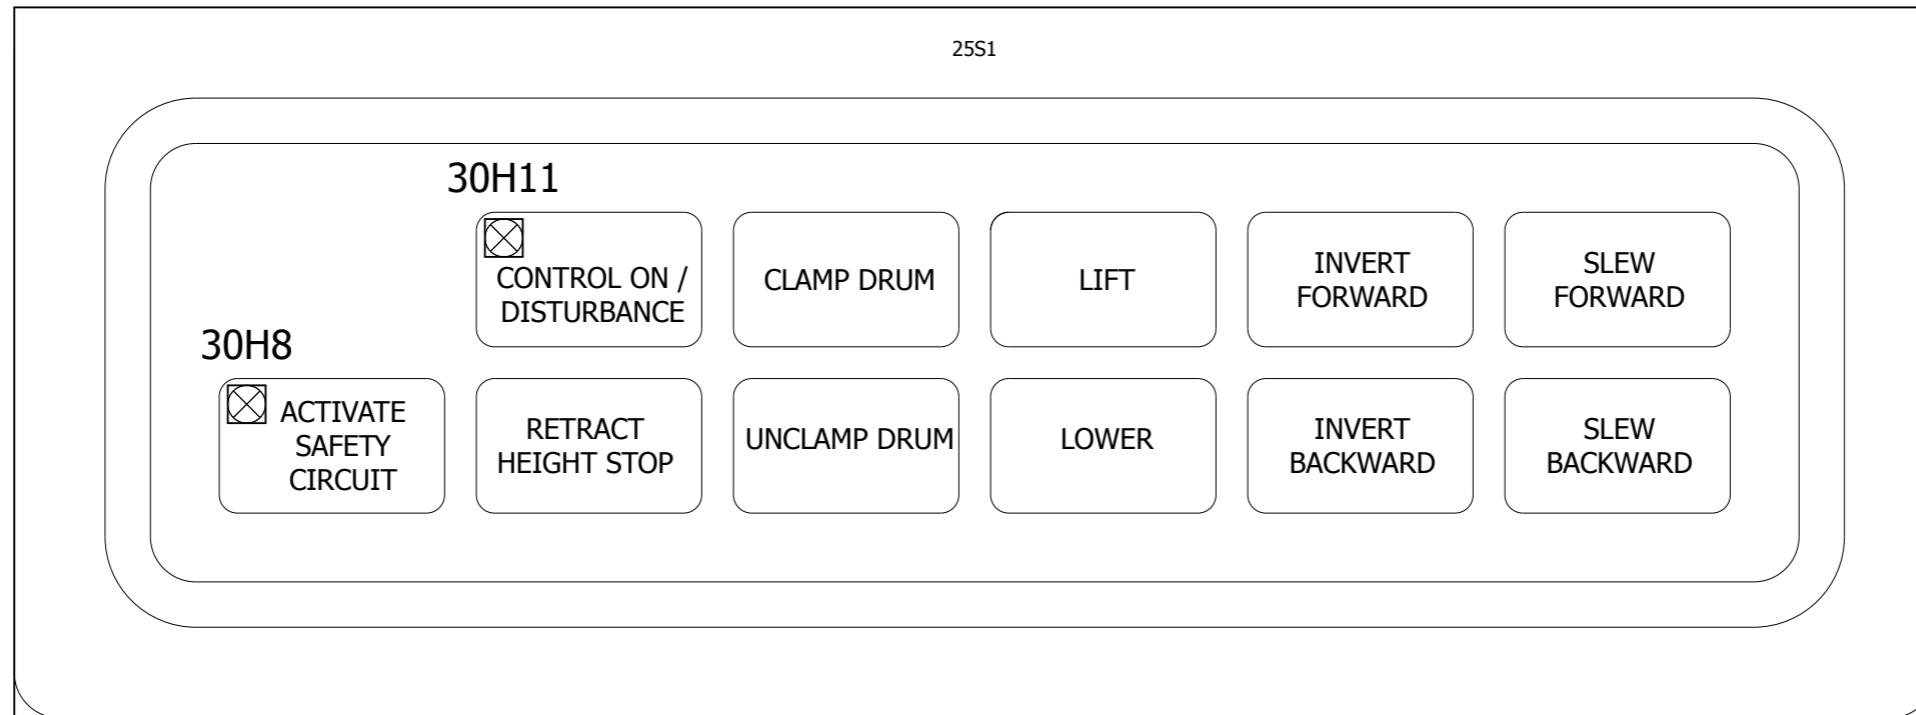 25S1
30H11
CONTROL ON /
DISTURBANCE
CLAMP DRUM
LIFT
INVERT
FORWARD
SLEW
FORWARD
30H8
ACTIVATE
SAFETY
CIRCUIT
RETRACT
HEIGHT STOP
UNCLAMP DRUM
LOWER
INVERT
BACKWARD
SLEW
BACKWARD